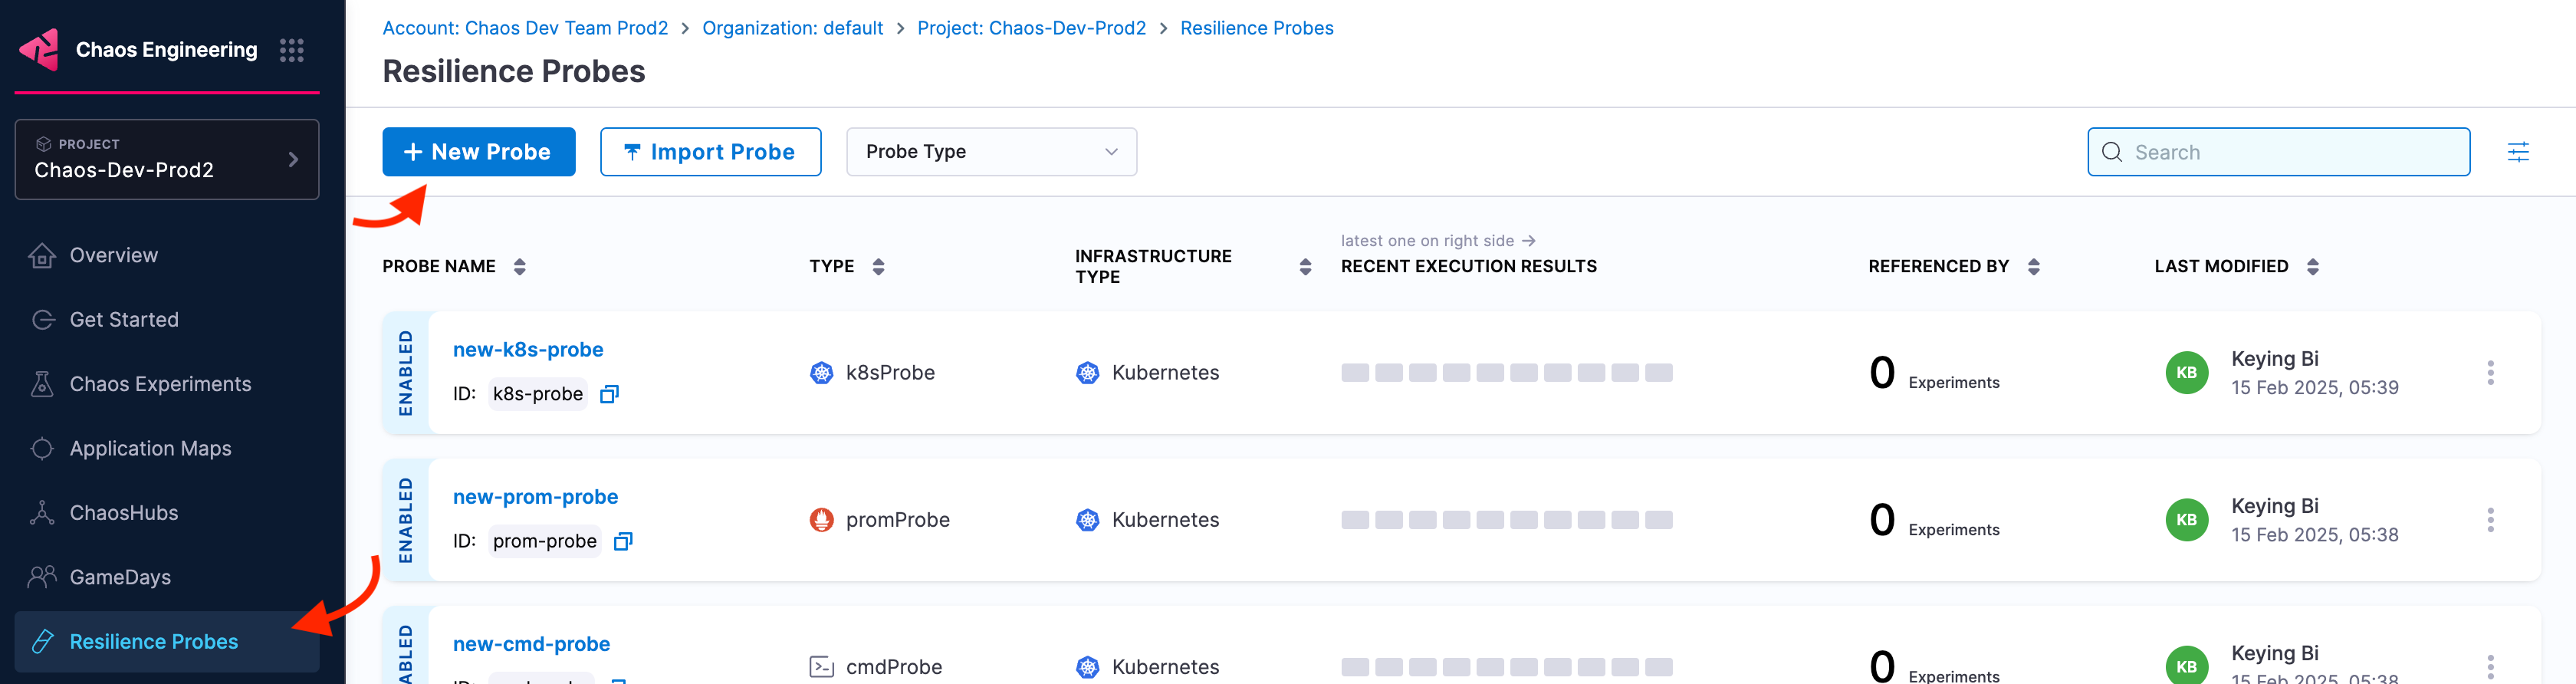 Chaos Engineering
PROJECT
Chaos-Dev-Prod2
Overview
Get Started
Chaos Experiments
Application Maps
ChaosHubs
GameDays
Resilience Probes
Account: Chaos Dev Team Prod2 > Organization: default > Project: Chaos-Dev-Prod2 > Resilience Probes
Resilience Probes
+ New Probe
Import Probe
Probe Type
Search
PROBE NAME
TYPE
INFRASTRUCTURE
TYPE
latest one on right side →
RECENT EXECUTION RESULTS
REFERENCED BY
LAST MODIFIED
ENABLED
new-k8s-probe
ID: k8s-probe
k8sProbe
Kubernetes
0 Experiments
KB
Keying Bi
15 Feb 2025, 05:39
ENABLED
new-prom-probe
ID: prom-probe
promProbe
Kubernetes
0 Experiments
KB
Keying Bi
15 Feb 2025, 05:38
new-cmd-probe
cmdProbe
Kubernetes
0 Experiments
KB
Keying Bi
15 Feb 2025, 05:38